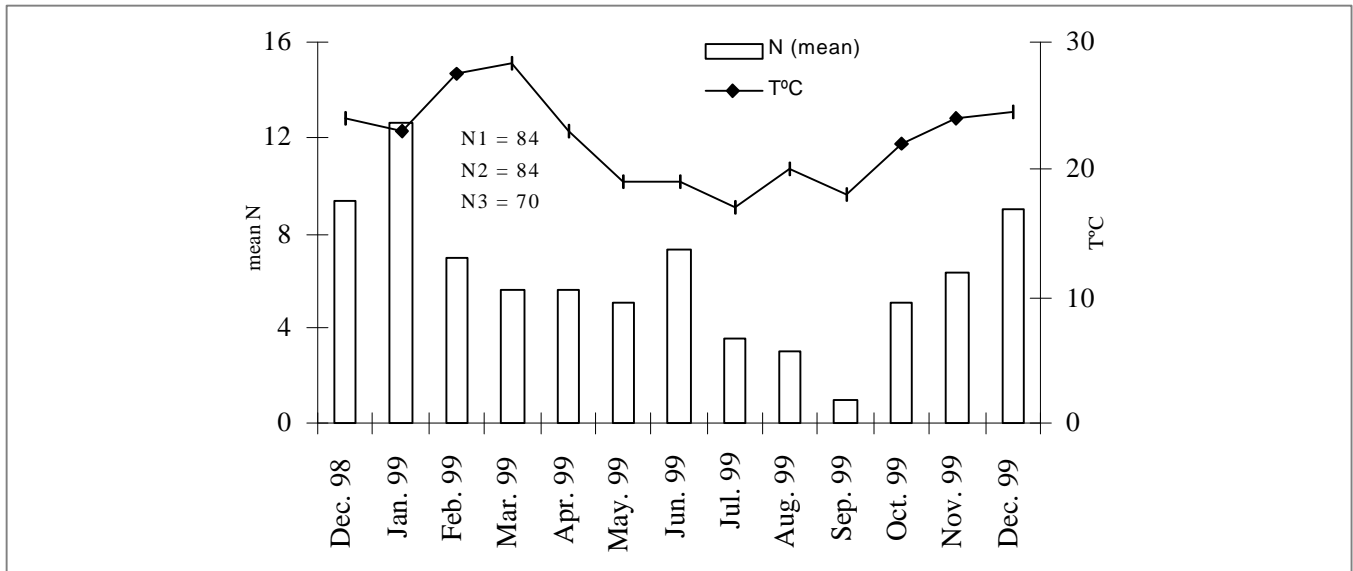 16
12
8
4
0
mean N
N (mean)
TºC
N1 = 84
N2 = 84
N3 = 70
30
20
10
0
TºC
Dec. 98
Jan. 99
Feb. 99
Mar. 99
Apr. 99
May. 99
Jun. 99
Jul. 99
Aug. 99
Sep. 99
Oct. 99
Nov. 99
Dec. 99